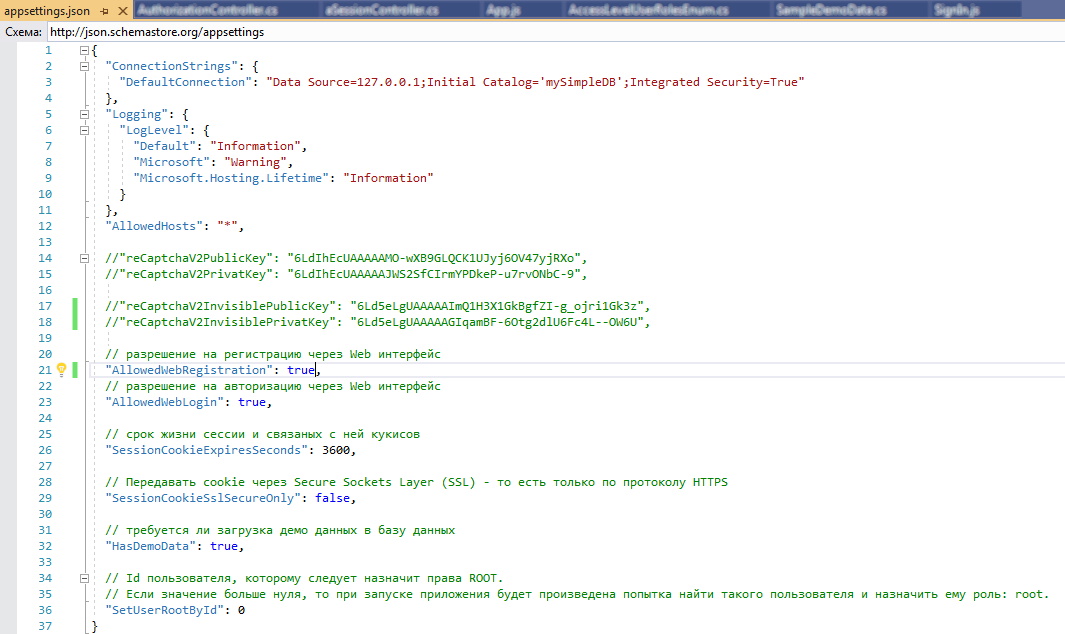 appsettings.json
AuthorizationController.cs
aSessionController.cs
App.js
AccessLevelUserRolesEnum.cs
SampleDemoData.cs
SignIn.js
Схема: http://json.schemastore.org/appsettings
1 {
2 "ConnectionStrings": {
3 "DefaultConnection": "Data Source=127.0.0.1;Initial Catalog='mySimpleDB';Integrated Security=True"
4 },
5 "Logging": {
6 "LogLevel": {
7 "Default": "Information",
8 "Microsoft": "Warning",
9 "Microsoft.Hosting.Lifetime": "Information"
10 }
11 },
12 "AllowedHosts": "*",
13
14 //"reCaptchaV2PublicKey": "6LdIhEcUAAAAAMO-wXB9GLQCK1UJyj6OV47yjRXo",
15 //"reCaptchaV2PrivatKey": "6LdIhEcUAAAAAJWS2SfCIrmYPDkeP-u7rvONbC-9",
16
17 //"reCaptchaV2InvisiblePublicKey": "6Ld5eLgUAAAAAImQ1H3X1GkBgfZI-g_ojri1Gk3z",
18 //"reCaptchaV2InvisiblePrivatKey": "6Ld5eLgUAAAAAGIqamBF-6Otg2dlU6Fc4L--OW6U",
19
20 // разрешение на регистрацию через Web интерфейс
21 "AllowedWebRegistration": true,
22 // разрешение на авторизацию через Web интерфейс
23 "AllowedWebLogin": true,
24
25 // срок жизни сессии и связаных с ней кукисов
26 "SessionCookieExpiresSeconds": 3600,
27
28 // Передавать cookie через Secure Sockets Layer (SSL) - то есть только по протоколу HTTPS
29 "SessionCookieSslSecureOnly": false,
30
31 // требуется ли загрузка демо данных в базу данных
32 "HasDemoData": true,
33
34 // Id пользователя, которому следует назначит права ROOT.
35 // Если значение больше нуля, то при запуске приложения будет произведена попытка найти такого пользователя и назначить ему роль: root.
36 "SetUserRootById": 0
37 }